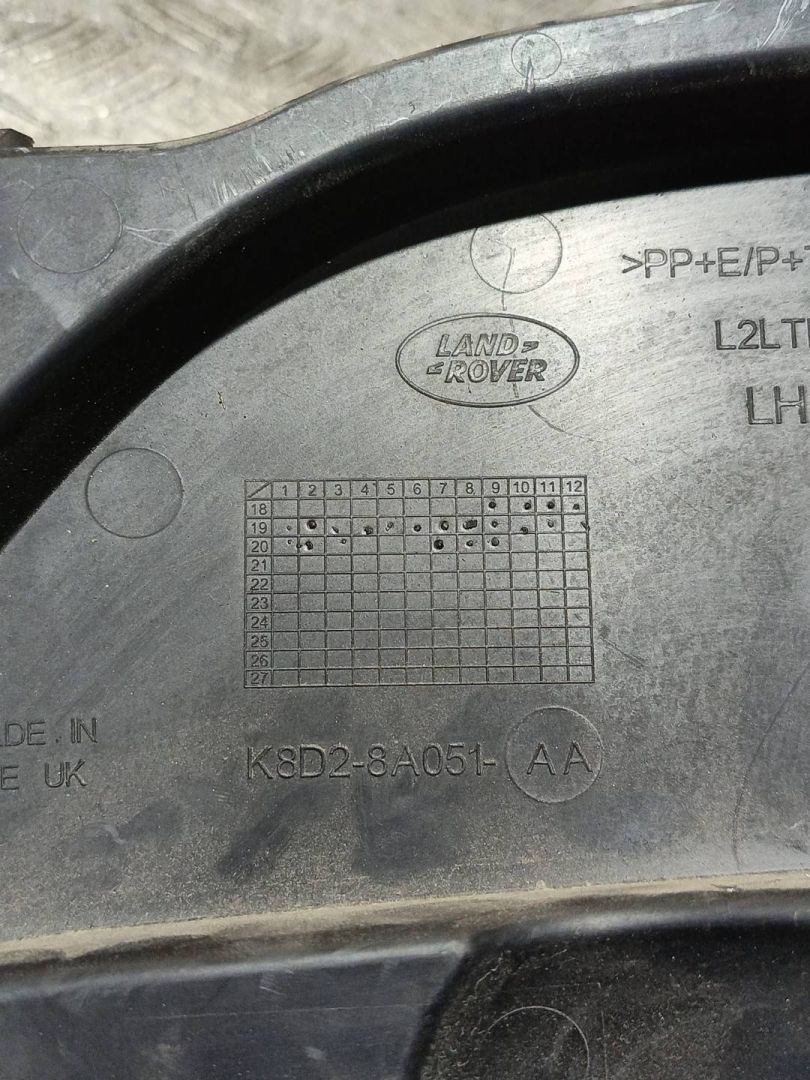 >PP+E/P+
LAND
ROVER
L2LT
LH
1 2 3 4 5 6 7 8 9 10 11 12
18
19
20
21
22
23
24
25
26
27
IN
UK
K8D2-8A051- AA